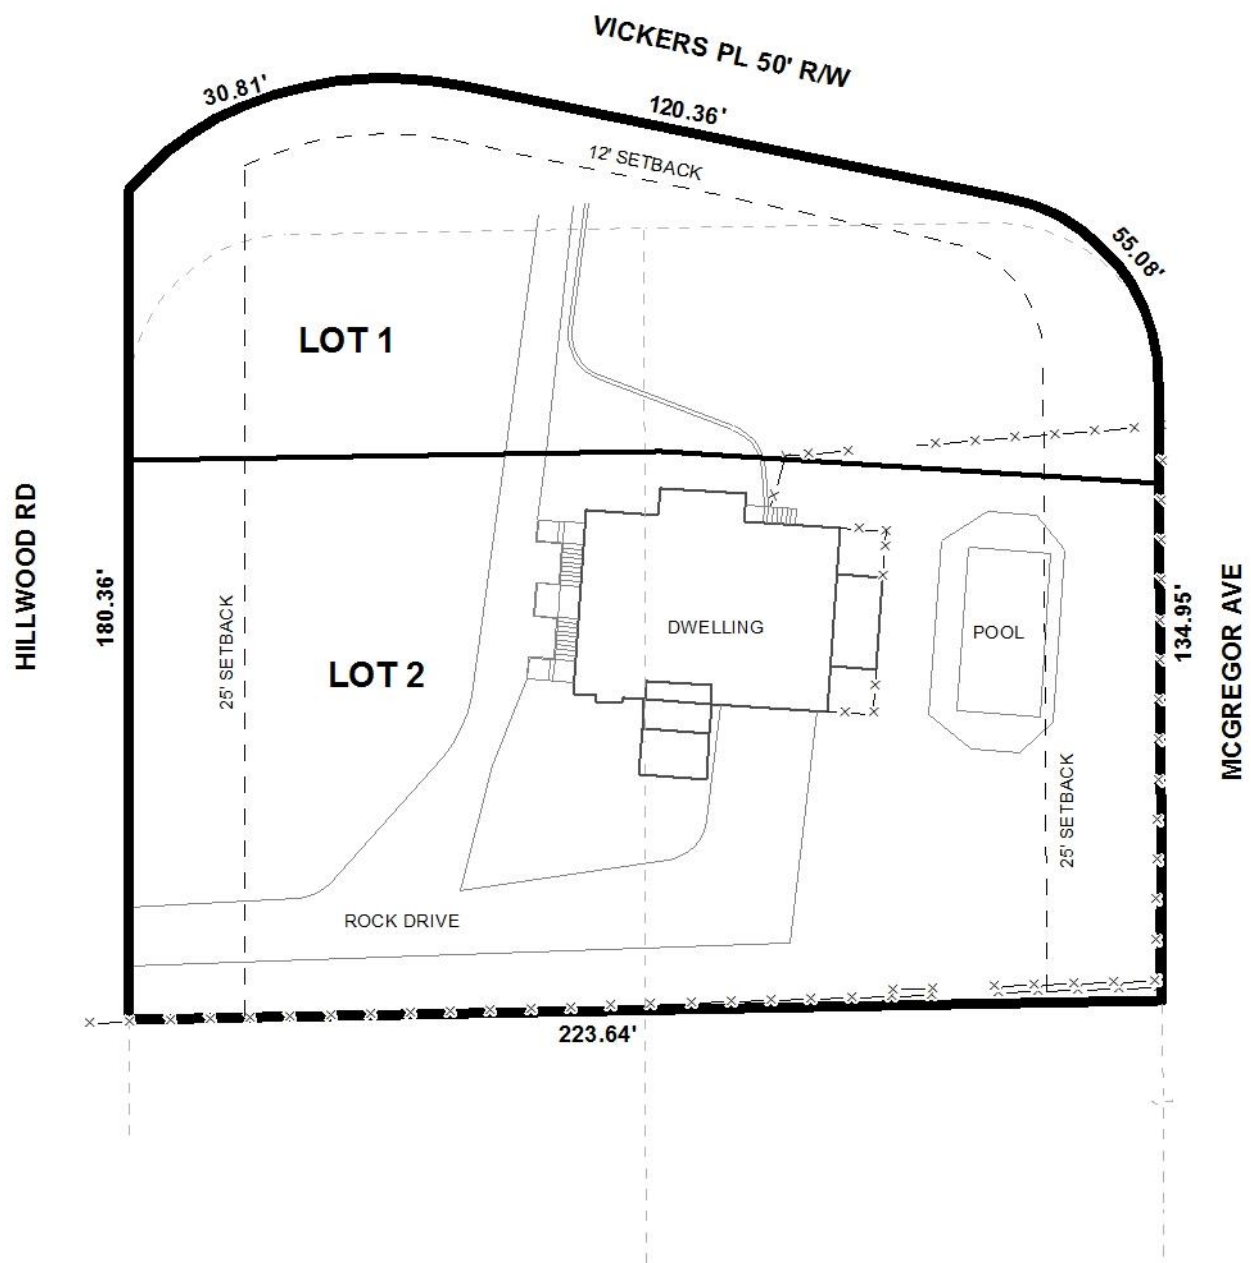 VICKERS PL 50' R/W
30.81'
120.36'
12' SETBACK
55.08'
LOT 1
HILLWOOD RD
180.36'
25' SETBACK
LOT 2
DWELLING
POOL
134.95'
MCGREGOR AVE
25' SETBACK
ROCK DRIVE
223.64'